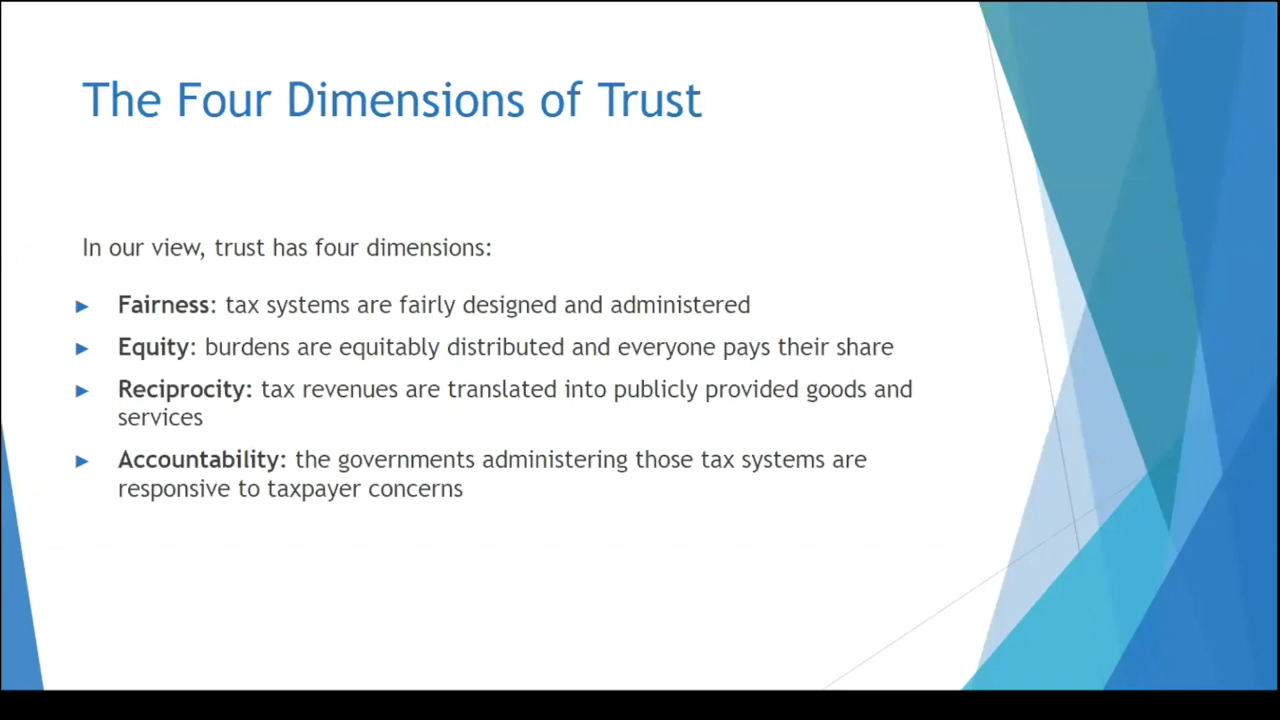 The Four Dimensions of Trust
In our view, trust has four dimensions:
Fairness: tax systems are fairly designed and administered
Equity: burdens are equitably distributed and everyone pays their share
Reciprocity: tax revenues are translated into publicly provided goods and
services
Accountability: the governments administering those tax systems are
responsive to taxpayer concerns